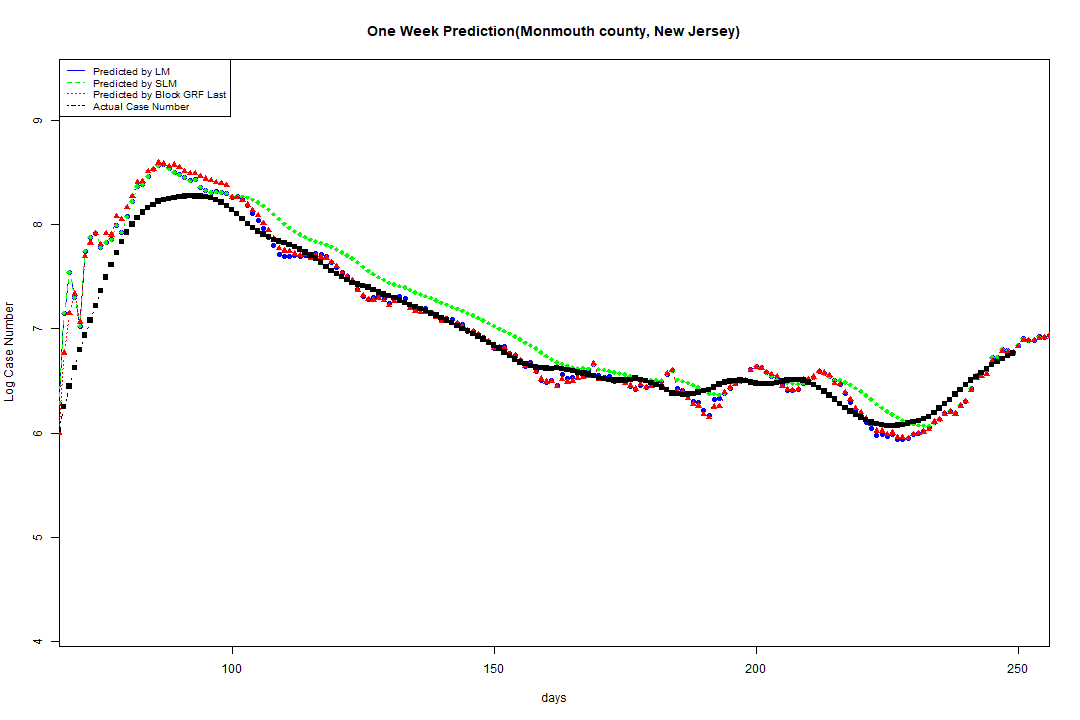 One Week Prediction(Monmouth county, New Jersey)
Predicted by LM
Predicted by SLM
Predicted by Block GRF Last
Actual Case Number
9
8
7
6
5
4
Log Case Number
100 150 200 250
days